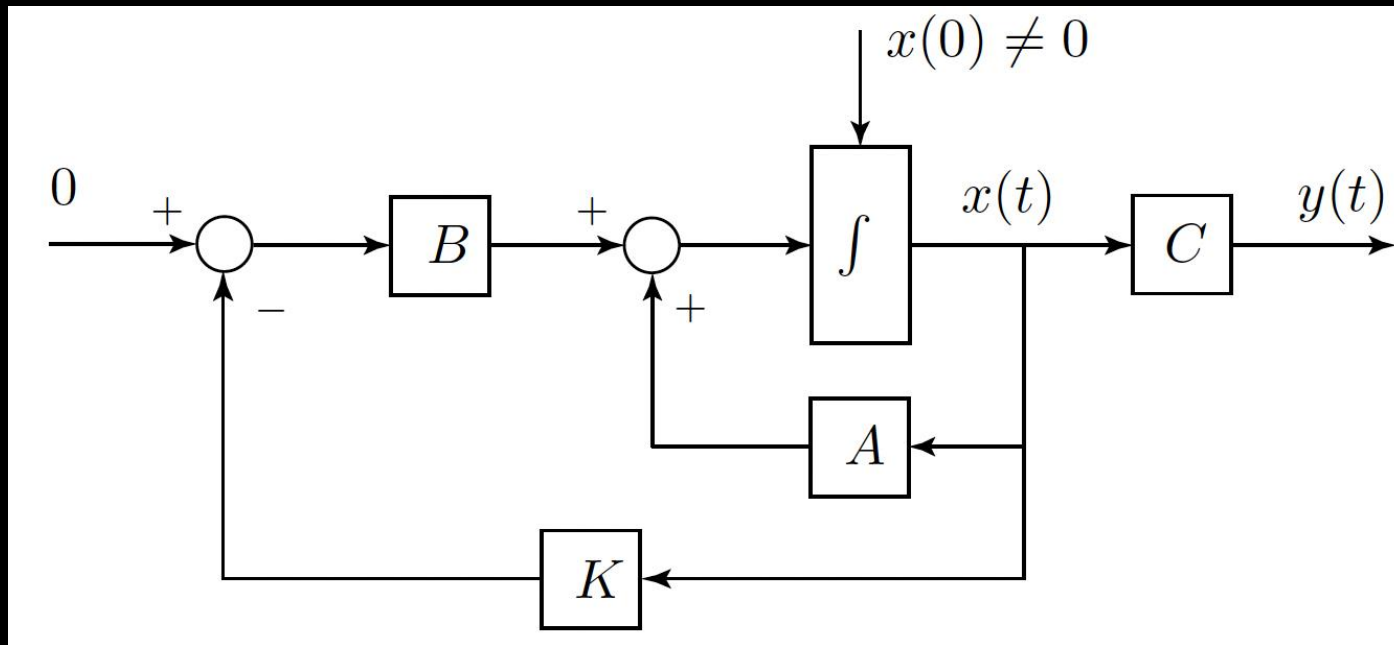 x(0) ≠ 0
0
+
B
+
∫
x(t)
C
y(t)
−
+
A
K